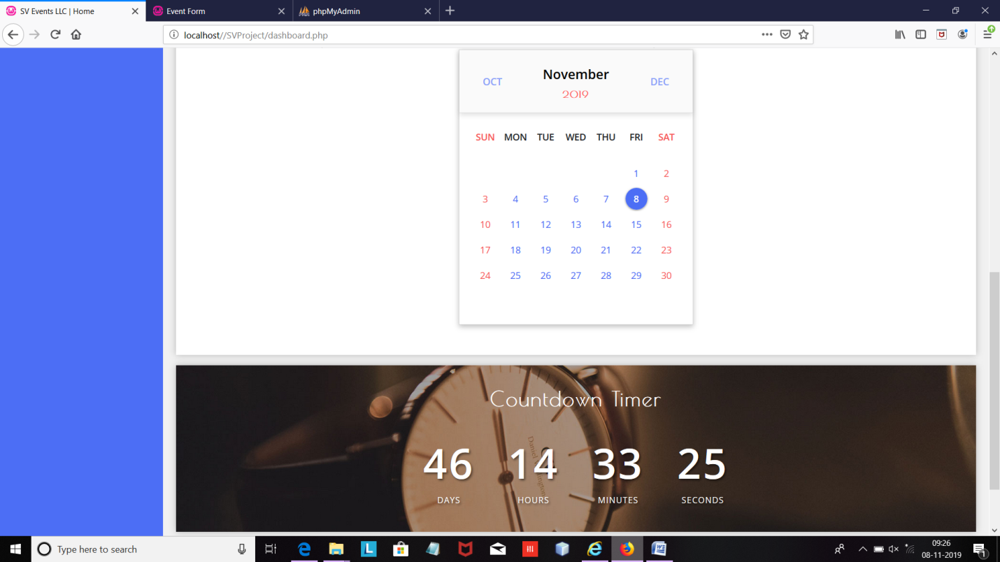 SV Events LLC | Home
Event Form
phpMyAdmin
localhost//SVProject/dashboard.php
OCT
November
DEC
2019
SUN MON TUE WED THU FRI SAT
1 2
3 4 5 6 7 8 9
10 11 12 13 14 15 16
17 18 19 20 21 22 23
24 25 26 27 28 29 30
Countdown Timer
46 14 33 25
DAYS HOURS MINUTES SECONDS
Daniel Wellington
Type here to search
09:26
08-11-2019
1